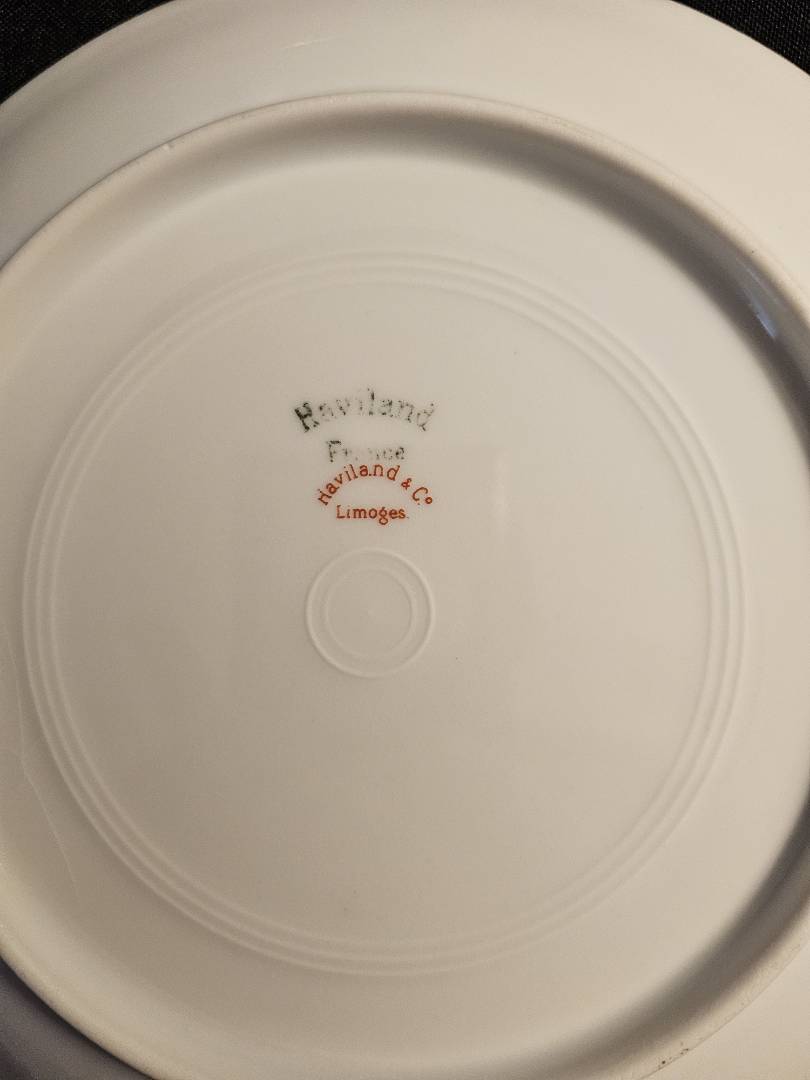 Haviland
France
Haviland & Co
Limoges.